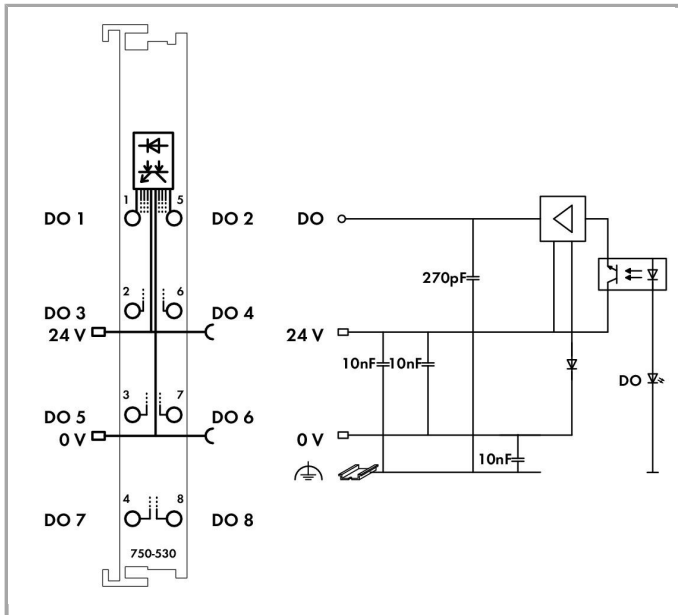 1 5
DO 1 DO 2 DO
270pF
2 6
DO 3 DO 4
24 V 24 V
10nF 10nF
DO
3 7
DO 5 DO 6
0 V 0 V
10nF
4 8
DO 7 DO 8
750-530